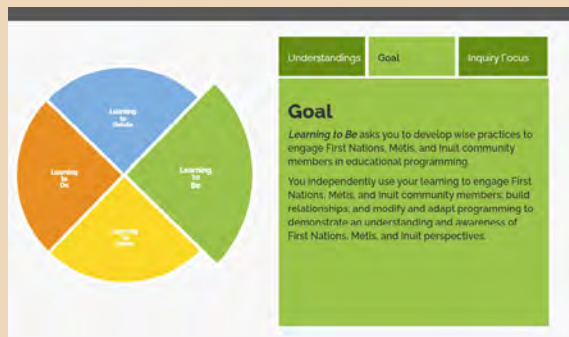 Understandings
Goal
Inquiry Focus
Learning
to
Learning
to
Do
Learning
to
Be
Learning
to
Goal
Learning to Be asks you to develop wise practices to
engage First Nations, Métis, and Inuit community
members in educational programming.
You independently use your learning to engage First
Nations, Métis, and Inuit community members; build
relationships; and modify and adapt programming to
demonstrate an understanding and awareness of
First Nations, Métis, and Inuit perspectives.